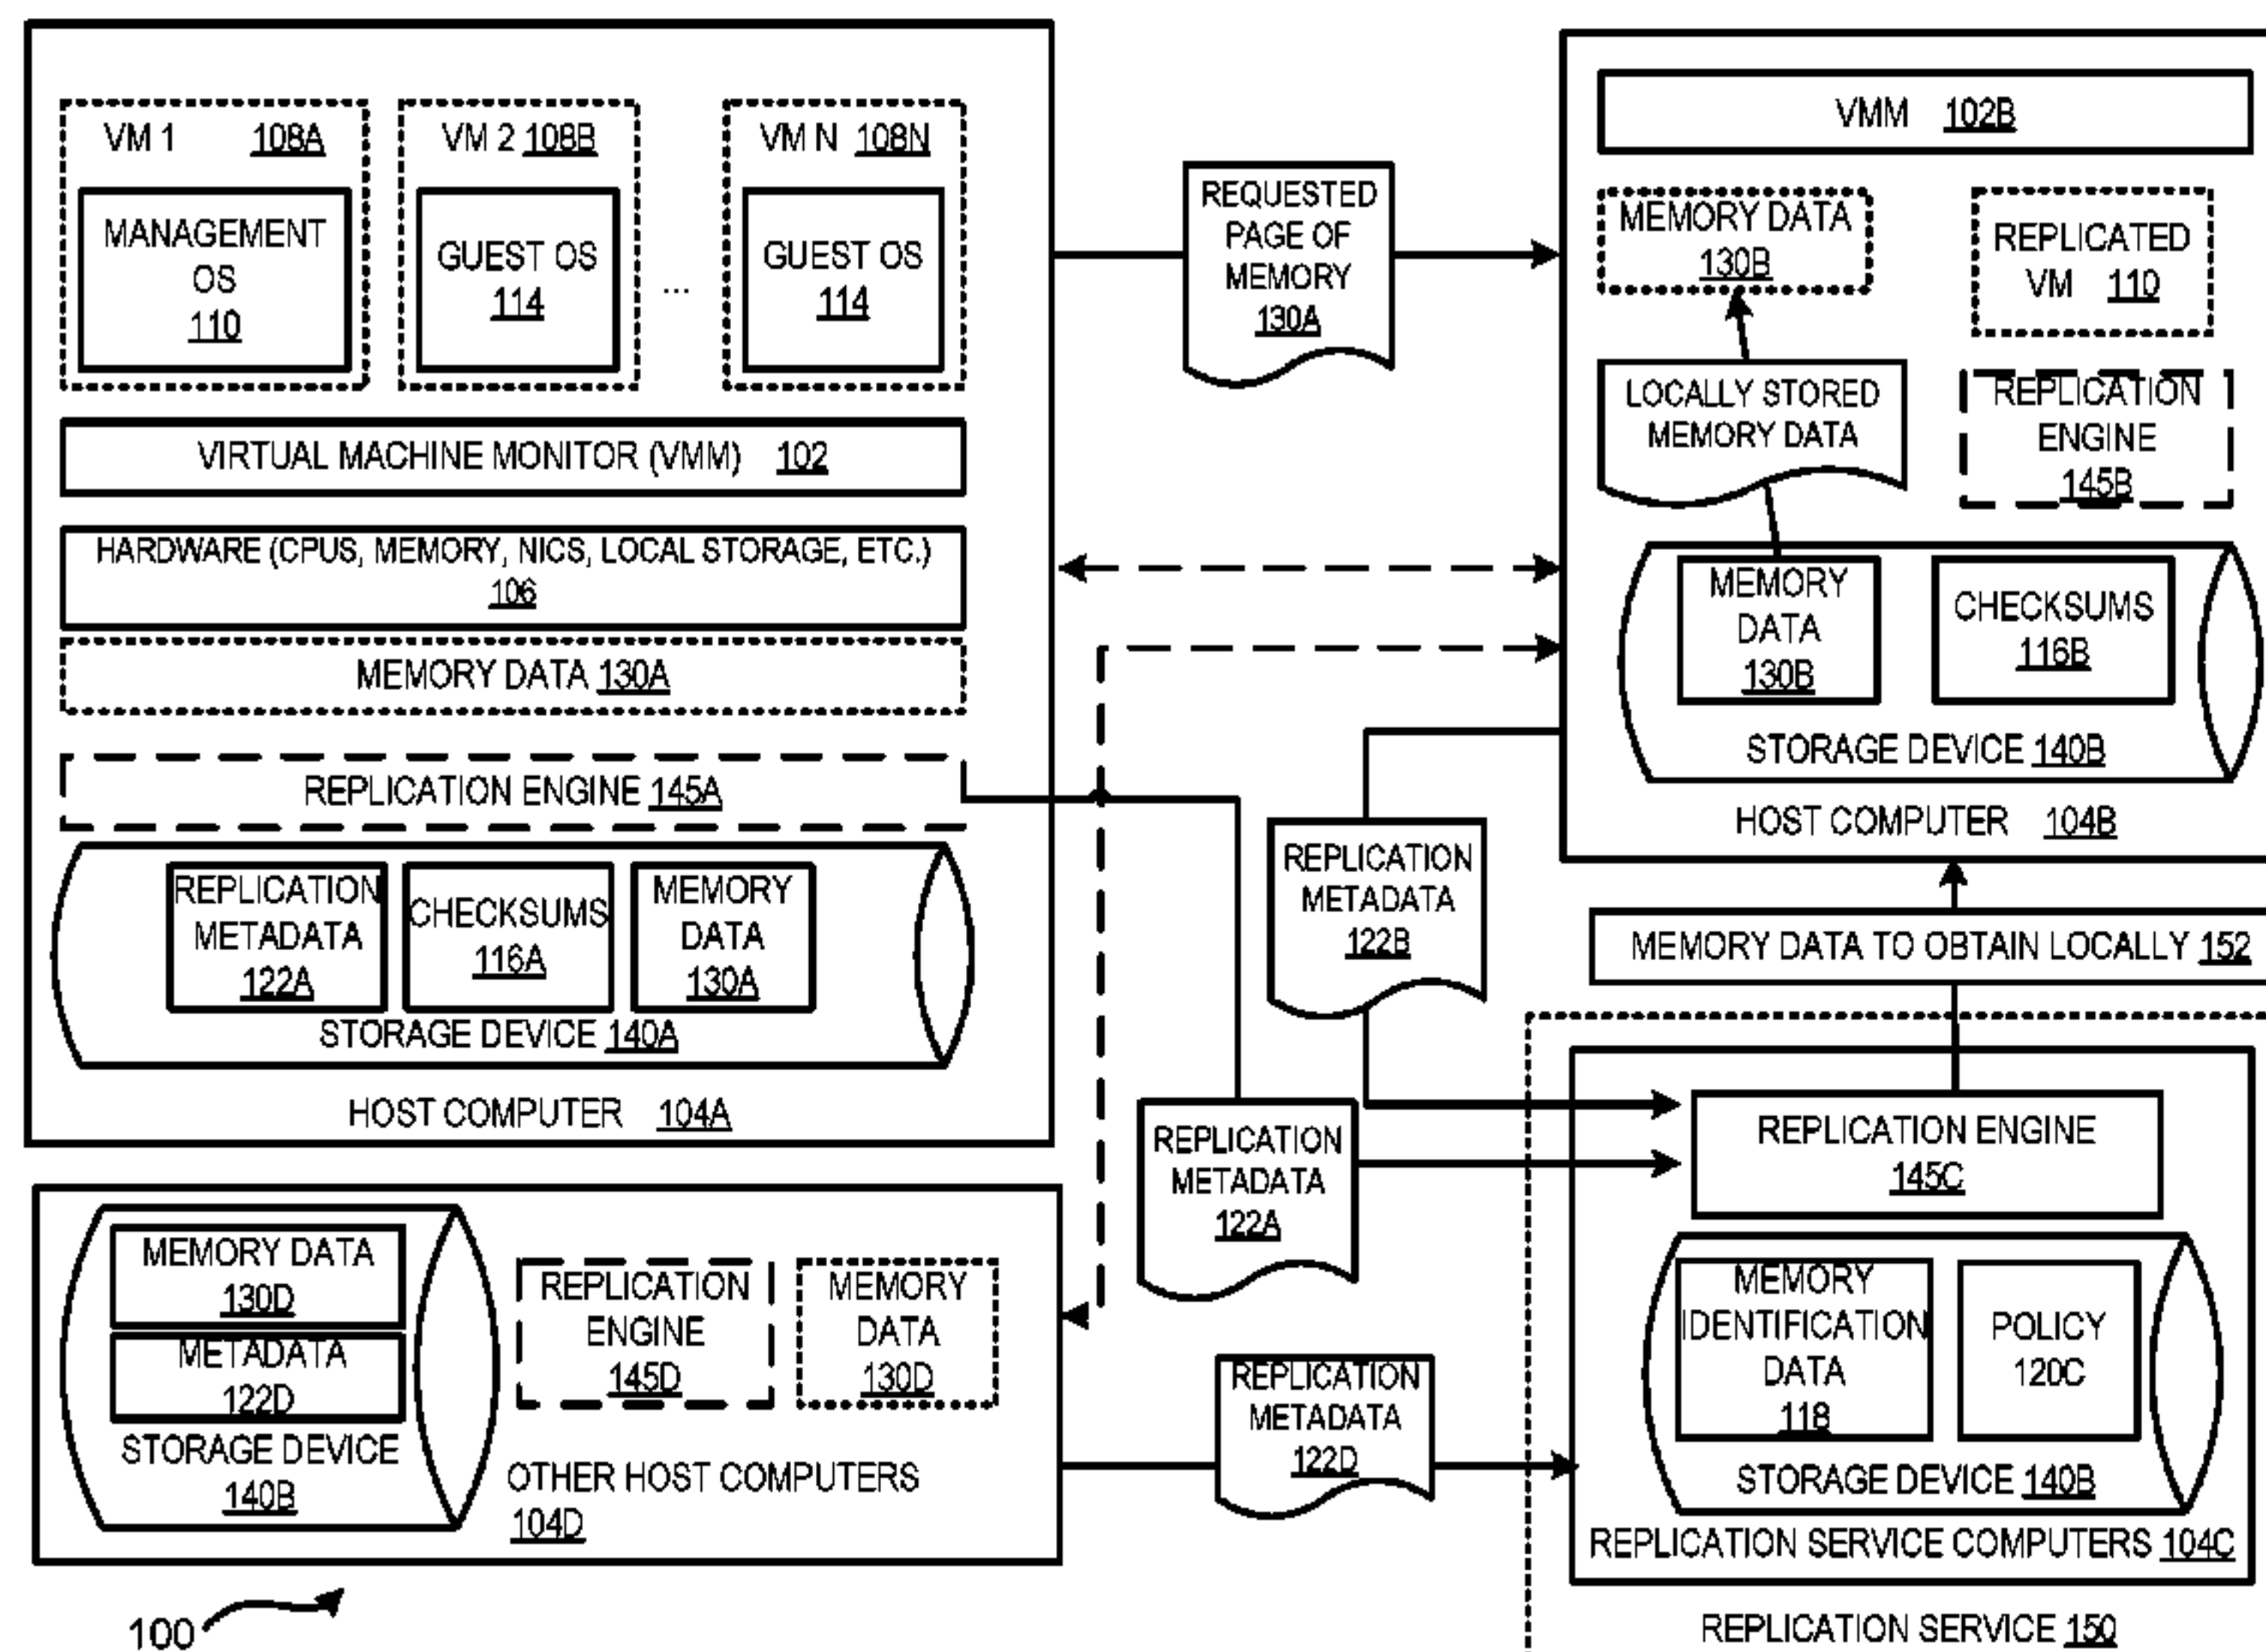 VM 1 108A
MANAGEMENT
OS
110
VM 2 108B
GUEST OS
114
...
VM N 108N
GUEST OS
114
VIRTUAL MACHINE MONITOR (VMM) 102
HARDWARE (CPUS, MEMORY, NICS, LOCAL STORAGE, ETC.)
106
MEMORY DATA 130A
REPLICATION ENGINE 145A
REPLICATION
METADATA
122A
CHECKSUMS
116A
MEMORY
DATA
130A
STORAGE DEVICE 140A
HOST COMPUTER 104A
REQUESTED
PAGE OF
MEMORY
130A
VMM 102B
MEMORY DATA
130B
REPLICATED
VM 110
LOCALLY STORED
MEMORY DATA
REPLICATION
ENGINE
145B
MEMORY
DATA
130B
CHECKSUMS
116B
STORAGE DEVICE 140B
HOST COMPUTER 104B
REPLICATION
METADATA
122B
MEMORY DATA TO OBTAIN LOCALLY 152
REPLICATION
METADATA
122A
REPLICATION ENGINE
145C
MEMORY
IDENTIFICATION
DATA
118
POLICY
120C
STORAGE DEVICE 140B
REPLICATION SERVICE COMPUTERS 104C
REPLICATION SERVICE 150
MEMORY DATA
130D
METADATA
122D
STORAGE DEVICE
140B
REPLICATION
ENGINE
145D
MEMORY
DATA
130D
OTHER HOST COMPUTERS
104D
REPLICATION
METADATA
122D
100